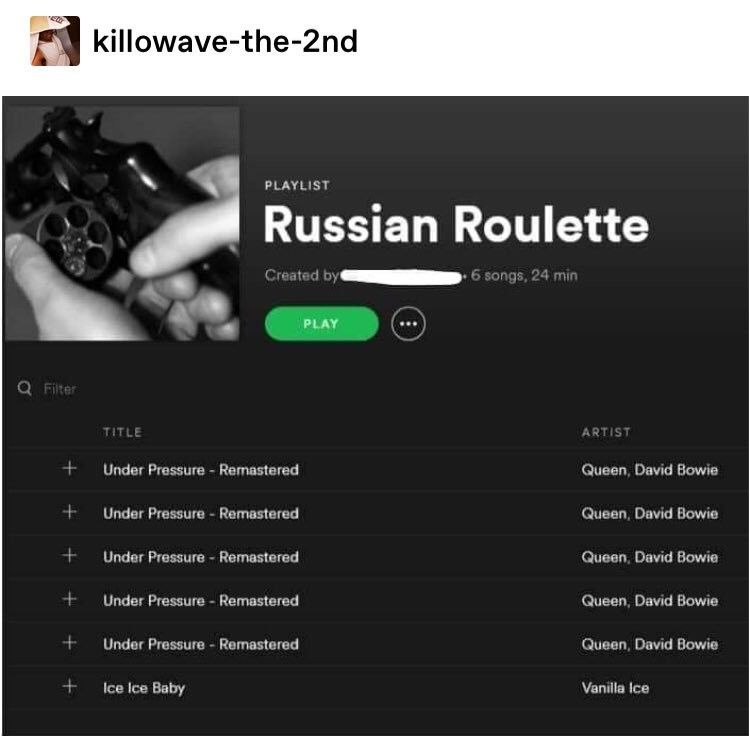 killowave-the-2nd
PLAYLIST
Russian Roulette
Created by • 6 songs, 24 min
PLAY
Filter
TITLE ARTIST
+ Under Pressure - Remastered Queen, David Bowie
+ Under Pressure - Remastered Queen, David Bowie
+ Under Pressure - Remastered Queen, David Bowie
+ Under Pressure - Remastered Queen, David Bowie
+ Under Pressure - Remastered Queen, David Bowie
+ Ice Ice Baby Vanilla Ice